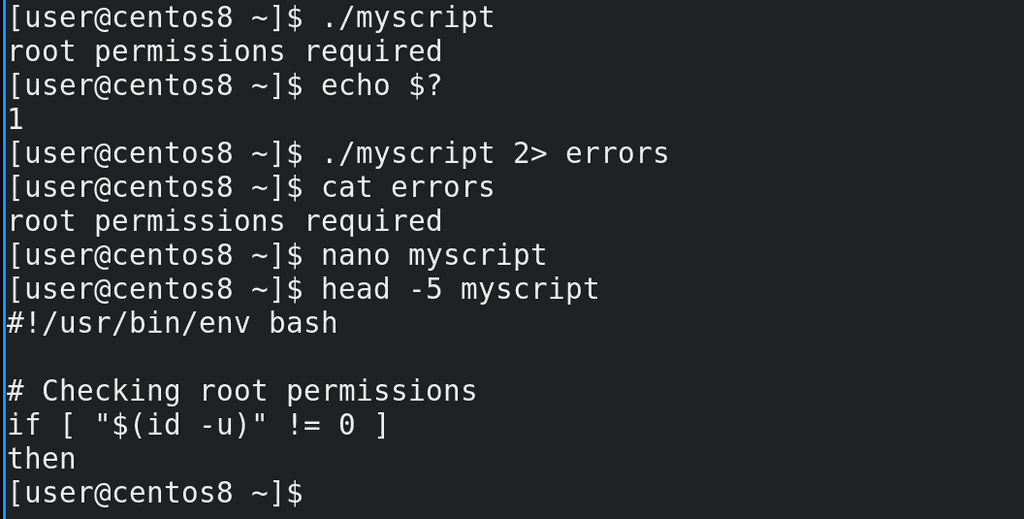 [user@centos8 ~]$ ./myscript
root permissions required
[user@centos8 ~]$ echo $?
1
[user@centos8 ~]$ ./myscript 2> errors
[user@centos8 ~]$ cat errors
root permissions required
[user@centos8 ~]$ nano myscript
[user@centos8 ~]$ head -5 myscript
#!/usr/bin/env bash

# Checking root permissions
if [ "$(id -u)" != 0 ]
then
[user@centos8 ~]$